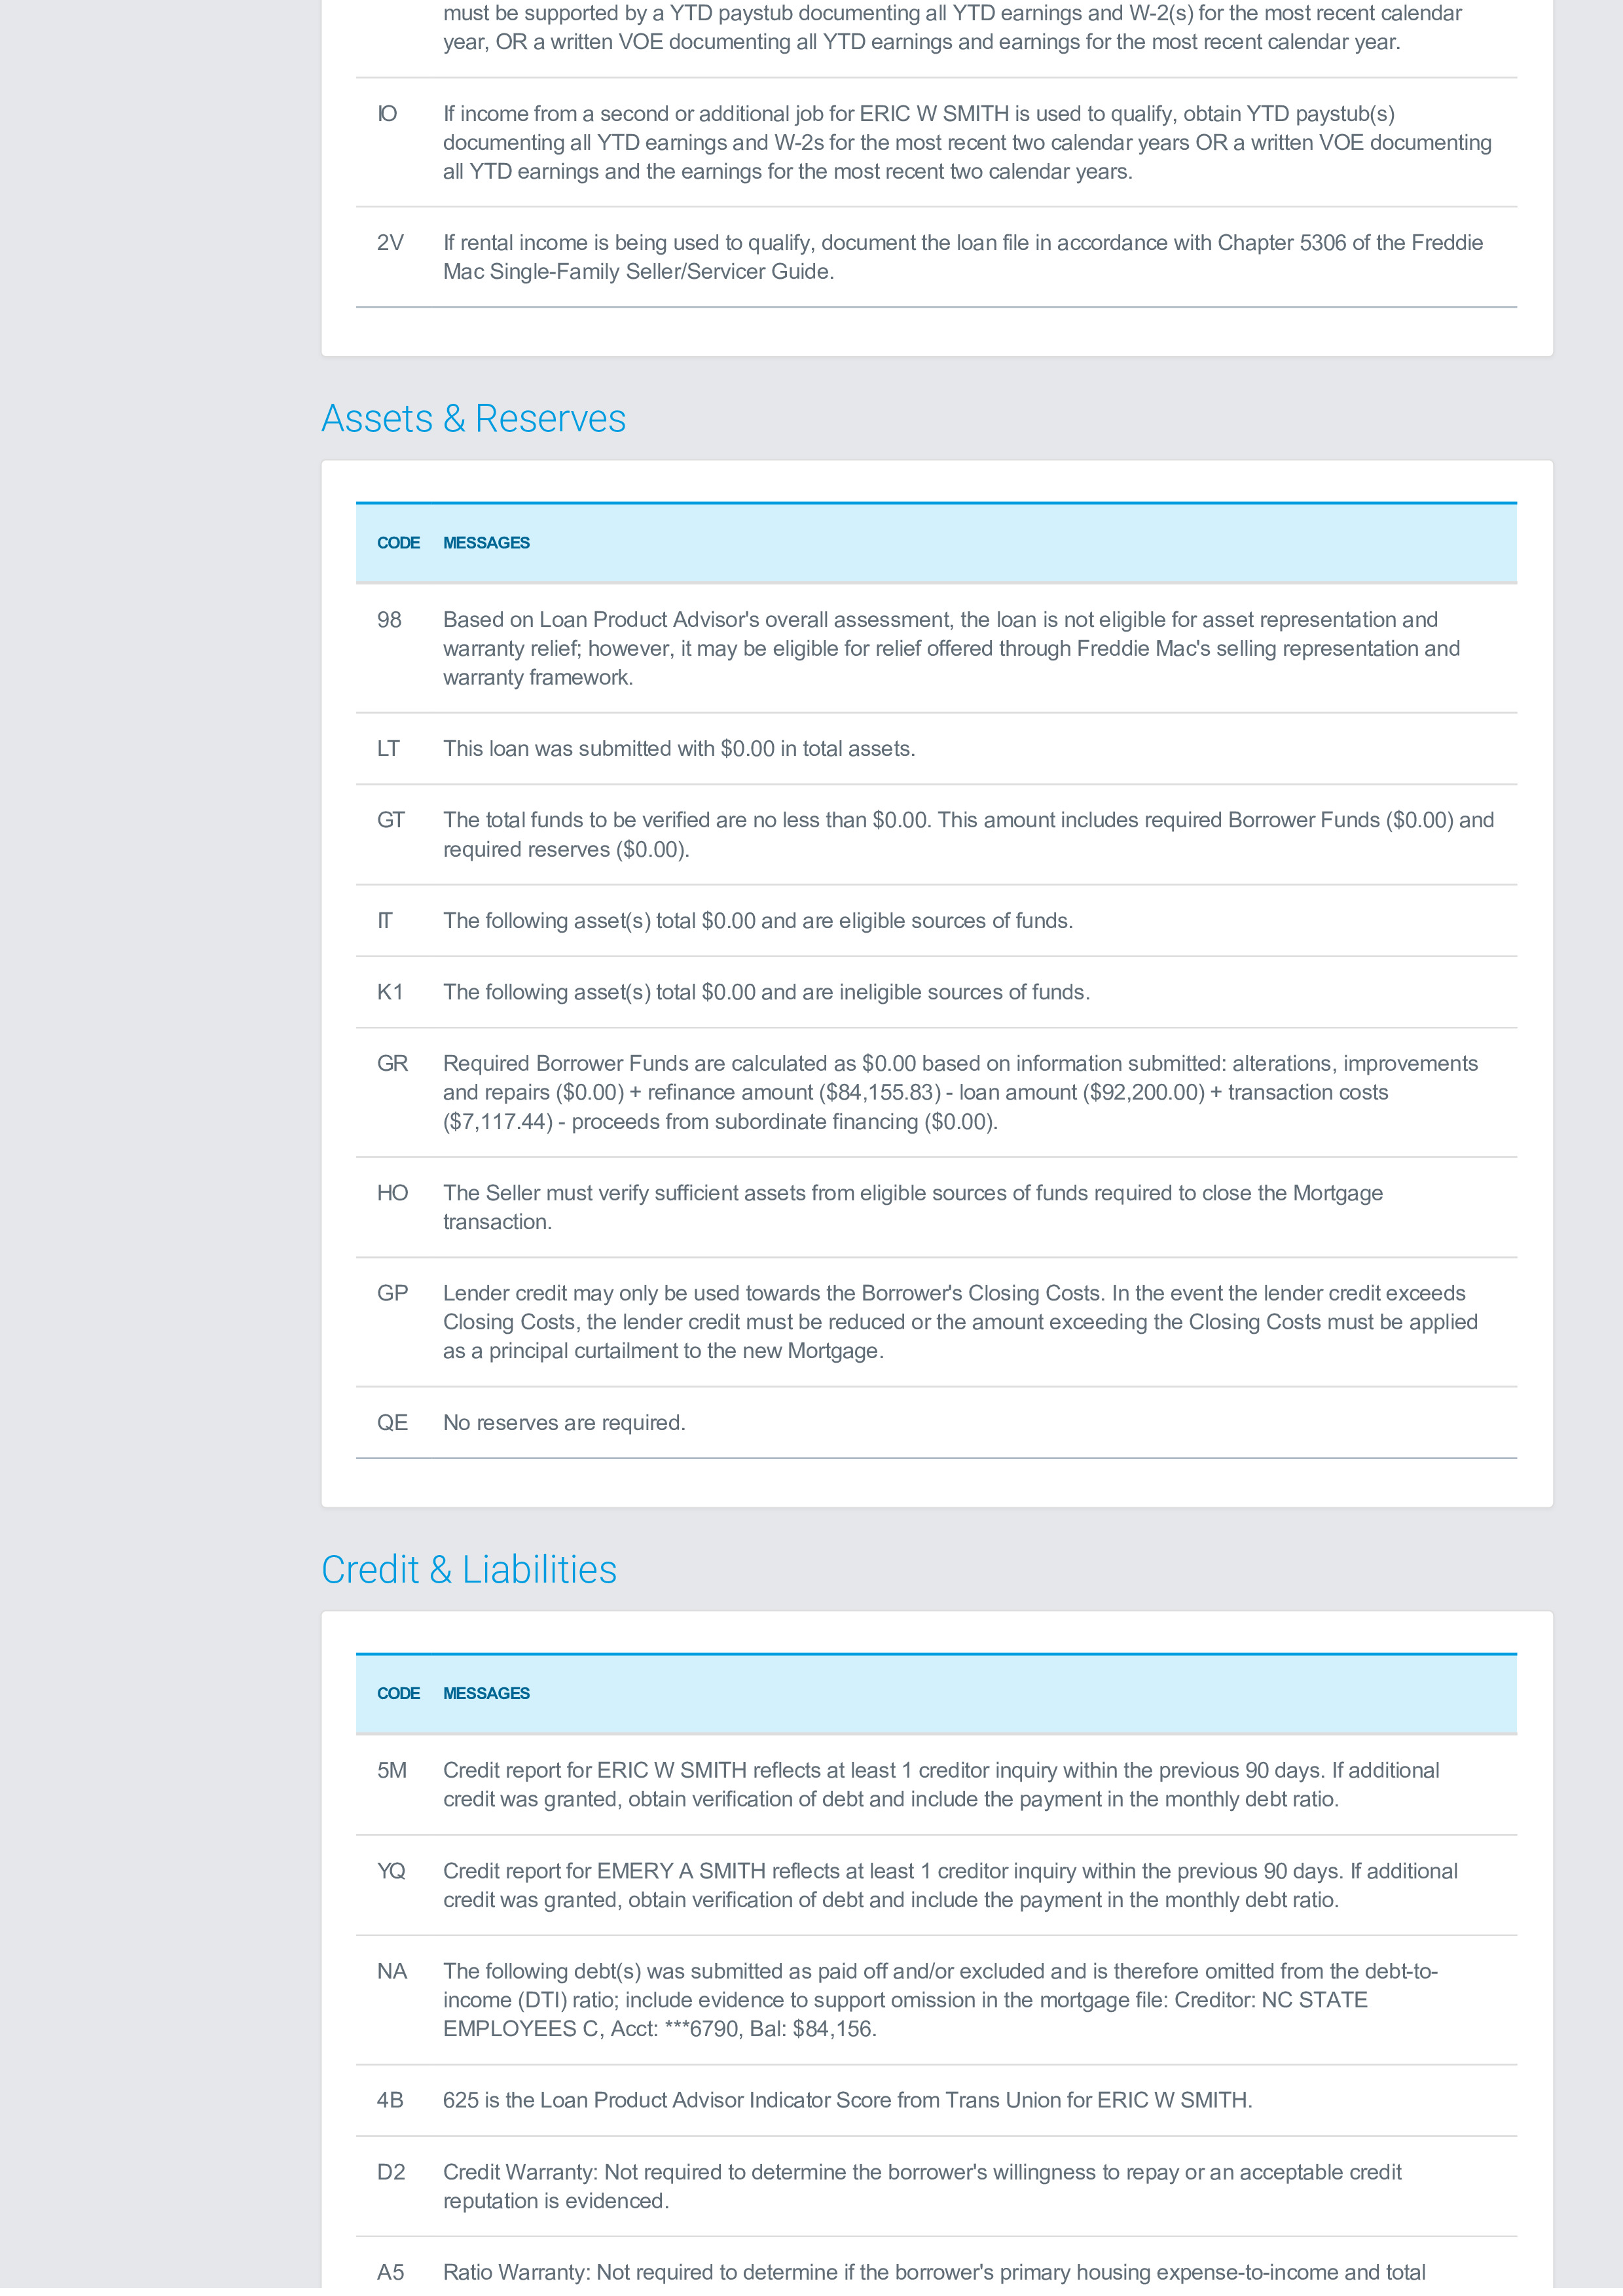 must be supported by a YTD paystub documenting all YTD earnings and W-2(s) for the most recent calendar
year, OR a written VOE documenting all YTD earnings and earnings for the most recent calendar year.
IO If income from a second or additional job for ERIC W SMITH is used to qualify, obtain YTD paystub(s)
documenting all YTD earnings and W-2s for the most recent two calendar years OR a written VOE documenting
all YTD earnings and the earnings for the most recent two calendar years.
2V If rental income is being used to qualify, document the loan file in accordance with Chapter 5306 of the Freddie
Mac Single-Family Seller/Servicer Guide.
Assets & Reserves
CODE MESSAGES
98 Based on Loan Product Advisor's overall assessment, the loan is not eligible for asset representation and
warranty relief; however, it may be eligible for relief offered through Freddie Mac's selling representation and
warranty framework.
LT This loan was submitted with $0.00 in total assets.
GT The total funds to be verified are no less than $0.00. This amount includes required Borrower Funds ($0.00) and
required reserves ($0.00).
IT The following asset(s) total $0.00 and are eligible sources of funds.
K1 The following asset(s) total $0.00 and are ineligible sources of funds.
GR Required Borrower Funds are calculated as $0.00 based on information submitted: alterations, improvements
and repairs ($0.00) + refinance amount ($84,155.83) - loan amount ($92,200.00) + transaction costs
($7,117.44) - proceeds from subordinate financing ($0.00).
HO The Seller must verify sufficient assets from eligible sources of funds required to close the Mortgage
transaction.
GP Lender credit may only be used towards the Borrower's Closing Costs. In the event the lender credit exceeds
Closing Costs, the lender credit must be reduced or the amount exceeding the Closing Costs must be applied
as a principal curtailment to the new Mortgage.
QE No reserves are required.
Credit & Liabilities
CODE MESSAGES
5M Credit report for ERIC W SMITH reflects at least 1 creditor inquiry within the previous 90 days. If additional
credit was granted, obtain verification of debt and include the payment in the monthly debt ratio.
YQ Credit report for EMERY A SMITH reflects at least 1 creditor inquiry within the previous 90 days. If additional
credit was granted, obtain verification of debt and include the payment in the monthly debt ratio.
NA The following debt(s) was submitted as paid off and/or excluded and is therefore omitted from the debt-to-
income (DTI) ratio; include evidence to support omission in the mortgage file: Creditor: NC STATE
EMPLOYEES C, Acct: ***6790, Bal: $84,156.
4B 625 is the Loan Product Advisor Indicator Score from Trans Union for ERIC W SMITH.
D2 Credit Warranty: Not required to determine the borrower's willingness to repay or an acceptable credit
reputation is evidenced.
A5 Ratio Warranty: Not required to determine if the borrower's primary housing expense-to-income and total